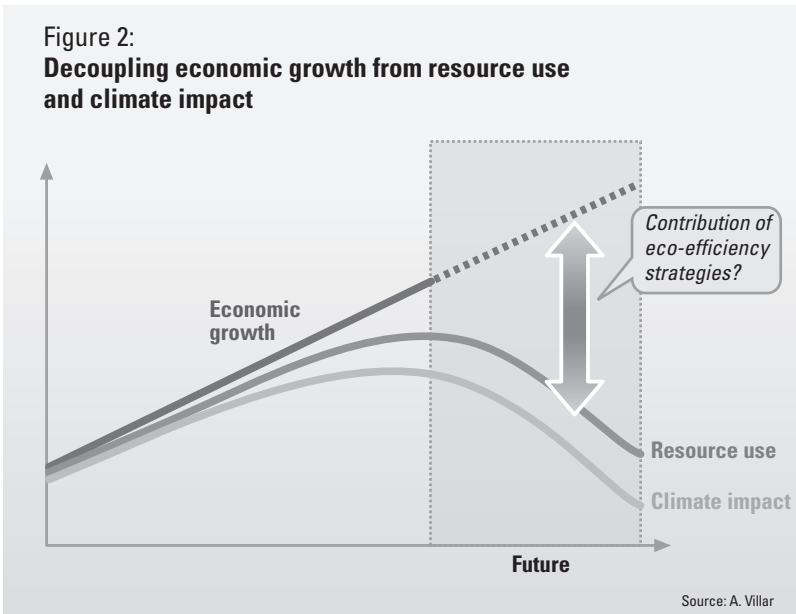 Figure 2:
Decoupling economic growth from resource use
and climate impact
Contribution of
eco-efficiency
strategies?
Economic
growth
Resource use
Climate impact
Future
Source: A. Villar